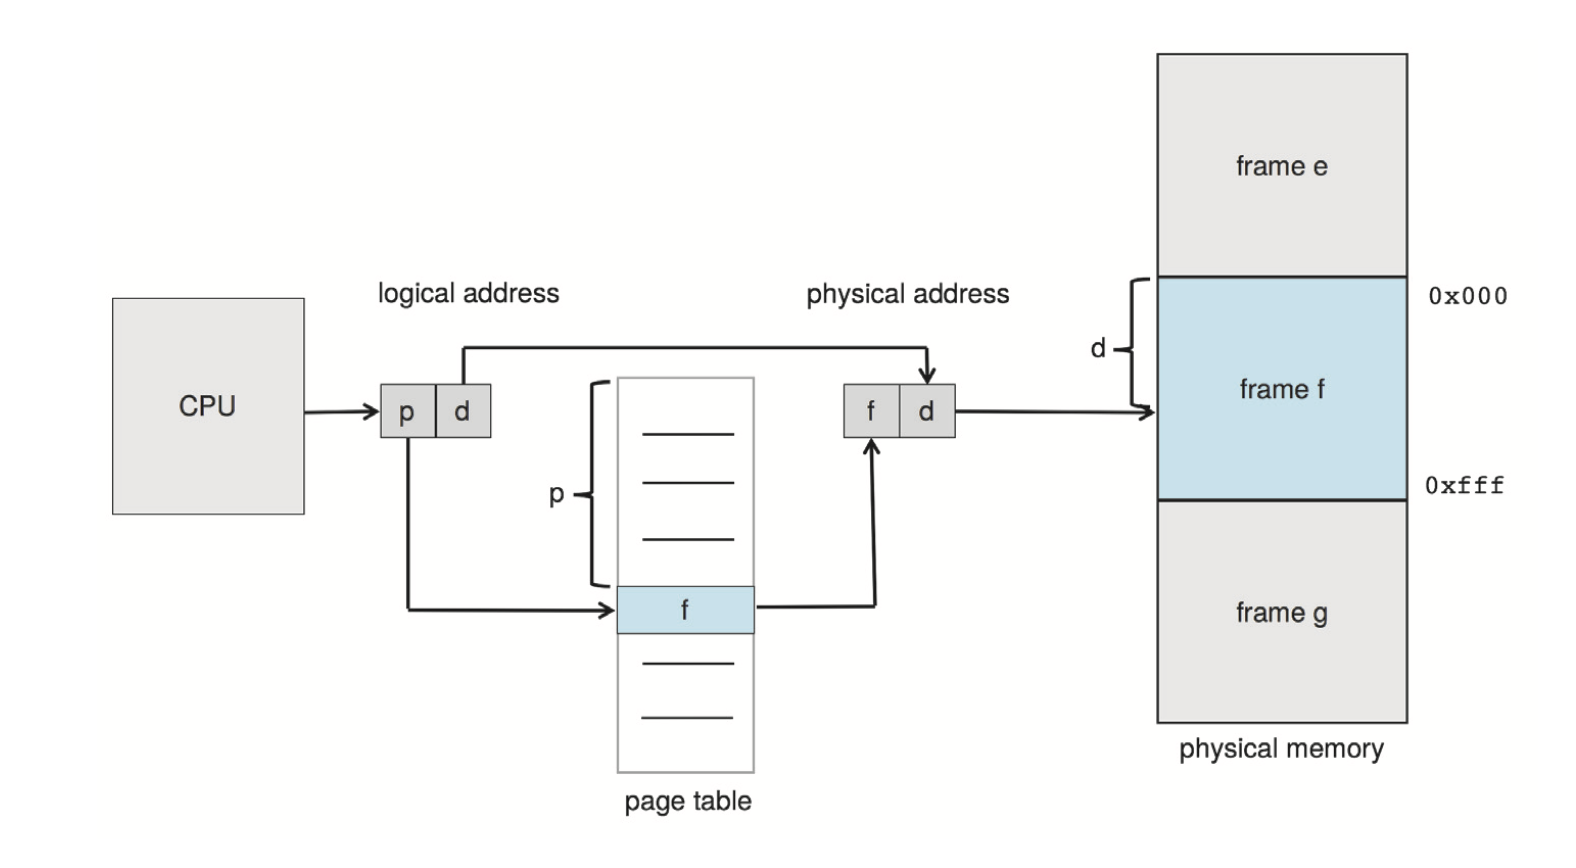 frame e
logical address
physical address
0x000
d
CPU
p
d
f
d
frame f
p
0xfff
f
frame g
physical memory
page table